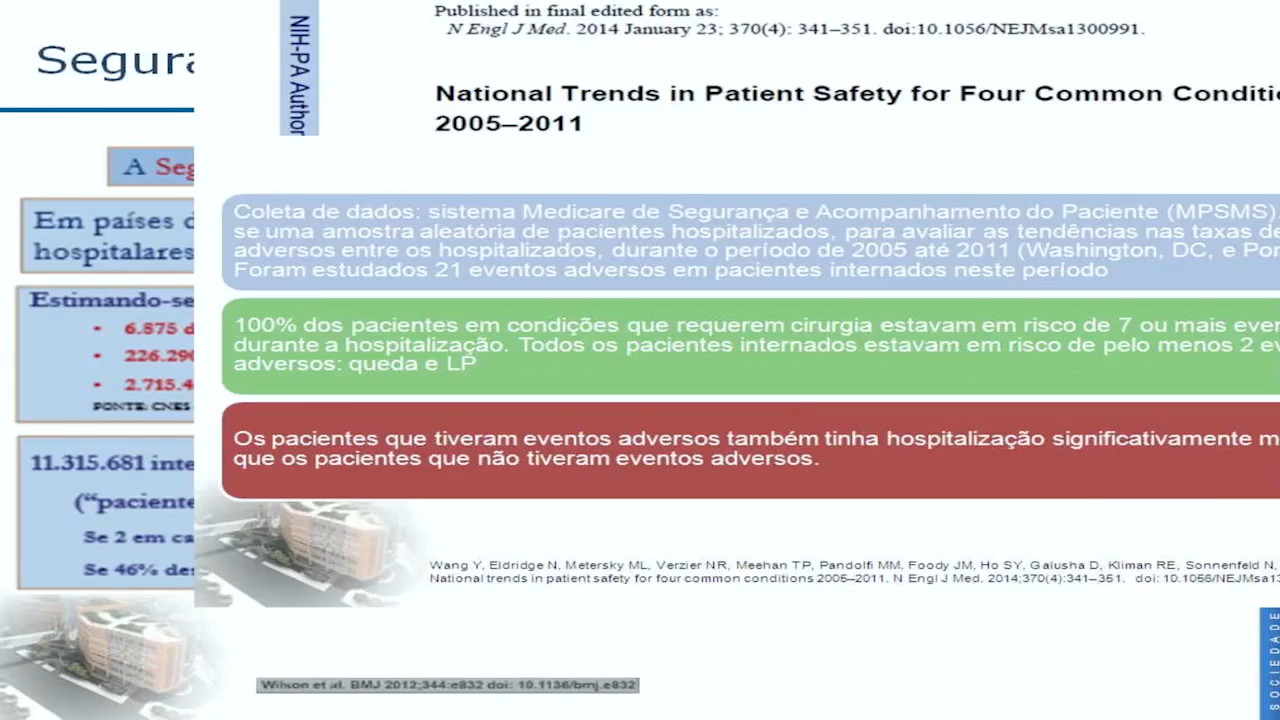 Segura
A Seg
Em países d
hospitalares
Estimando-se
• 6.875 d
• 226.290
• 2.715.4
FONTE: CNES
11.315.681 inte
("paciente
Se 2 em ca
Se 46% des
NIH-PA Author
Published in final edited form as:
N Engl J Med. 2014 January 23; 370(4): 341–351. doi:10.1056/NEJMsa1300991.
National Trends in Patient Safety for Four Common Conditio
2005–2011
Coleta de dados: sistema Medicare de Segurança e Acompanhamento do Paciente (MPSMS)
se uma amostra aleatória de pacientes hospitalizados, para avaliar as tendências nas taxas de
adversos entre os hospitalizados, durante o período de 2005 até 2011 (Washington, DC, e Por
Foram estudados 21 eventos adversos em pacientes internados neste período
100% dos pacientes em condições que requerem cirurgia estavam em risco de 7 ou mais even
durante a hospitalização. Todos os pacientes internados estavam em risco de pelo menos 2 ev
adversos: queda e LP
Os pacientes que tiveram eventos adversos também tinha hospitalização significativamente m
que os pacientes que não tiveram eventos adversos.
Wang Y, Eldridge N, Metersky ML, Verzier NR, Meehan TP, Pandolfi MM, Foody JM, Ho SY, Galusha D, Kliman RE, Sonnenfeld N,
National trends in patient safety for four common conditions 2005–2011. N Engl J Med. 2014;370(4):341–351. doi: 10.1056/NEJMsa13
Wilson et al. BMJ 2012;344:e832 doi: 10.1136/bmj.e832
SOCIEDADE